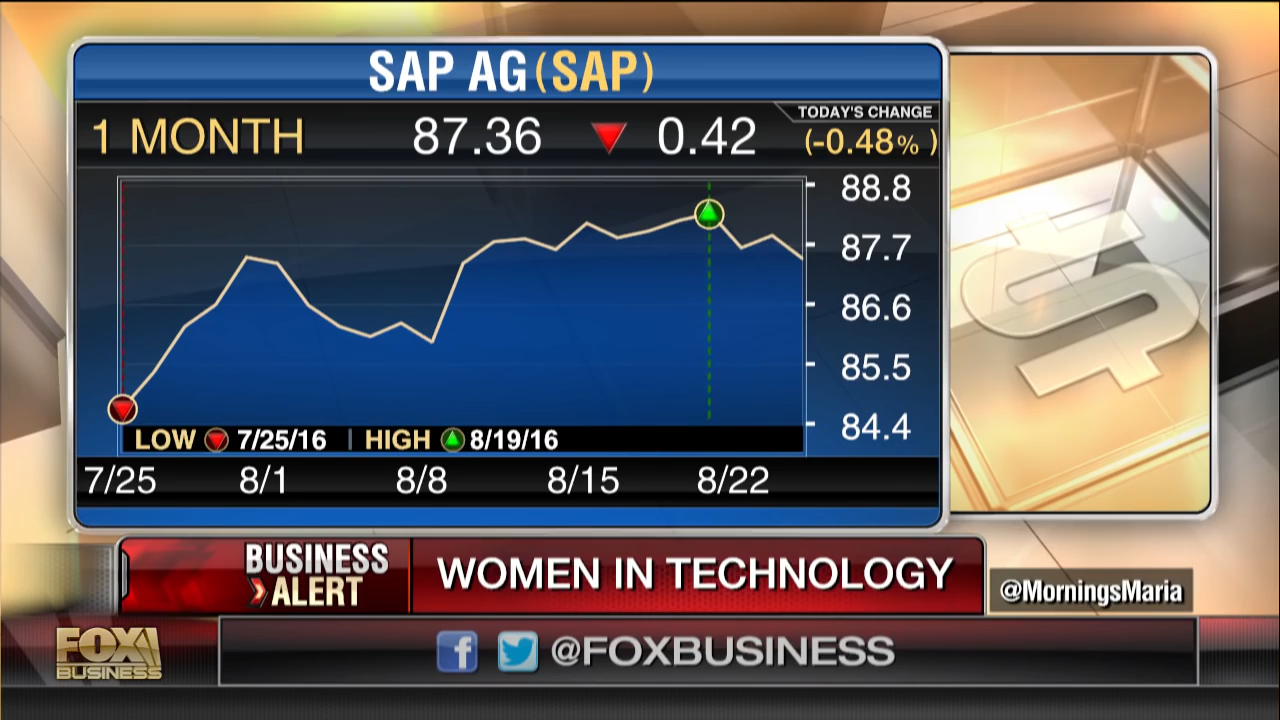 SAP AG (SAP)
TODAY'S CHANGE
1 MONTH 87.36 0.42 (-0.48%)
88.8
87.7
86.6
85.5
84.4
LOW 7/25/16 | HIGH 8/19/16
7/25 8/1 8/8 8/15 8/22
BUSINESS ALERT
WOMEN IN TECHNOLOGY
@MorningsMaria
FOX BUSINESS
@FOXBUSINESS